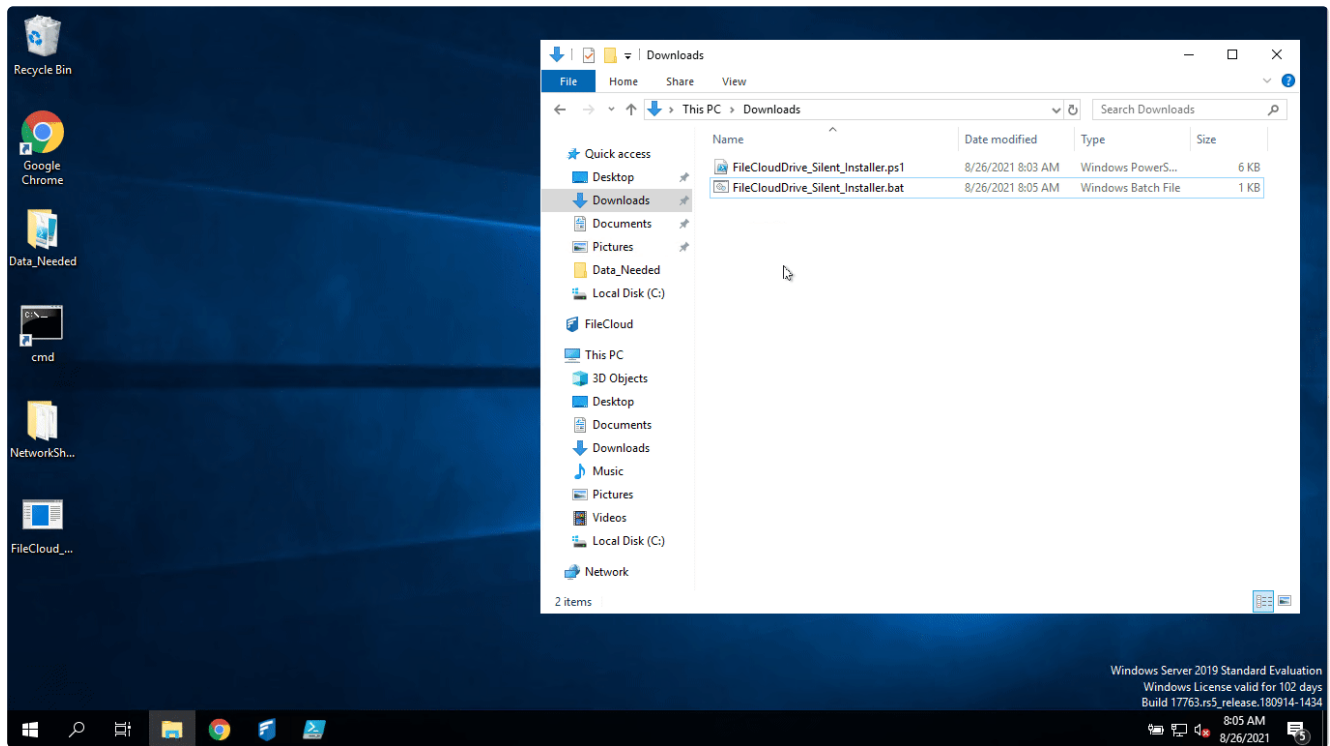 Recycle Bin
Google
Chrome
Data_Needed
C:\_
cmd
NetworkSh...
FileCloud_...
Downloads
File Home Share View
This PC > Downloads
Search Downloads
Name Date modified Type Size
FileCloudDrive_Silent_Installer.ps1 8/26/2021 8:03 AM Windows PowerS... 6 KB
FileCloudDrive_Silent_Installer.bat 8/26/2021 8:05 AM Windows Batch File 1 KB
Quick access
Desktop
Downloads
Documents
Pictures
Data_Needed
Local Disk (C:)
FileCloud
This PC
3D Objects
Desktop
Documents
Downloads
Music
Pictures
Videos
Local Disk (C:)
Network
2 items
Windows Server 2019 Standard Evaluation
Windows License valid for 102 days
Build 17763.rs5_release.180914-1434
8:05 AM
8/26/2021
5